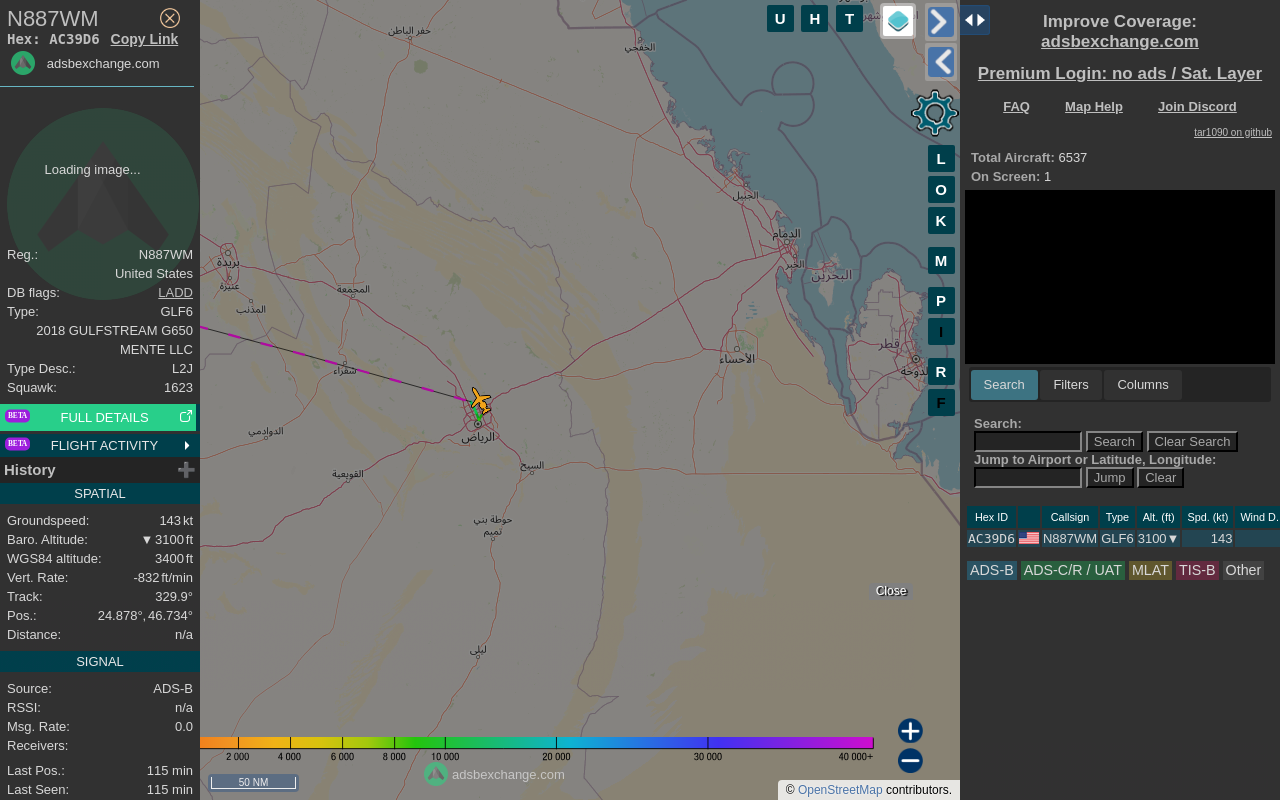 N887WM
Hex: AC39D6 Copy Link
adsbexchange.com
Loading image...
Reg.: N887WM
United States
DB flags: LADD
Type: GLF6
2018 GULFSTREAM G650
MENTE LLC
Type Desc.: L2J
Squawk: 1623
BETA FULL DETAILS
BETA FLIGHT ACTIVITY
History
SPATIAL
Groundspeed: 143 kt
Baro. Altitude: ▼ 3100 ft
WGS84 altitude: 3400 ft
Vert. Rate: -832 ft/min
Track: 329.9°
Pos.: 24.878°, 46.734°
Distance: n/a
SIGNAL
Source: ADS-B
RSSI: n/a
Msg. Rate: 0.0
Receivers:
Last Pos.: 115 min
Last Seen: 115 min
حفر الباطن
الخفجي
الجبيل
الدمام
الخبر
البحرين
بريدة
عنيزة
المذنب
المجمعة
شقراء
قطر
الدوحة
الأحساء
الرياض
الدوادمي
السيح
القويعية
حوطة بني
تميم
ليلى
U H T
L
O
K
M
P
I
R
F
Close
2 000 4 000 6 000 8 000 10 000 20 000 30 000 40 000+
adsbexchange.com
50 NM
© OpenStreetMap contributors.
Improve Coverage:
adsbexchange.com
Premium Login: no ads / Sat. Layer
FAQ Map Help Join Discord
tar1090 on github
Total Aircraft: 6537
On Screen: 1
Search Filters Columns
Search:
Search Clear Search
Jump to Airport or Latitude, Longitude:
Jump Clear
Hex ID Callsign Type Alt. (ft) Spd. (kt) Wind D.
AC39D6 N887WM GLF6 3100▼ 143
ADS-B ADS-C/R / UAT MLAT TIS-B Other